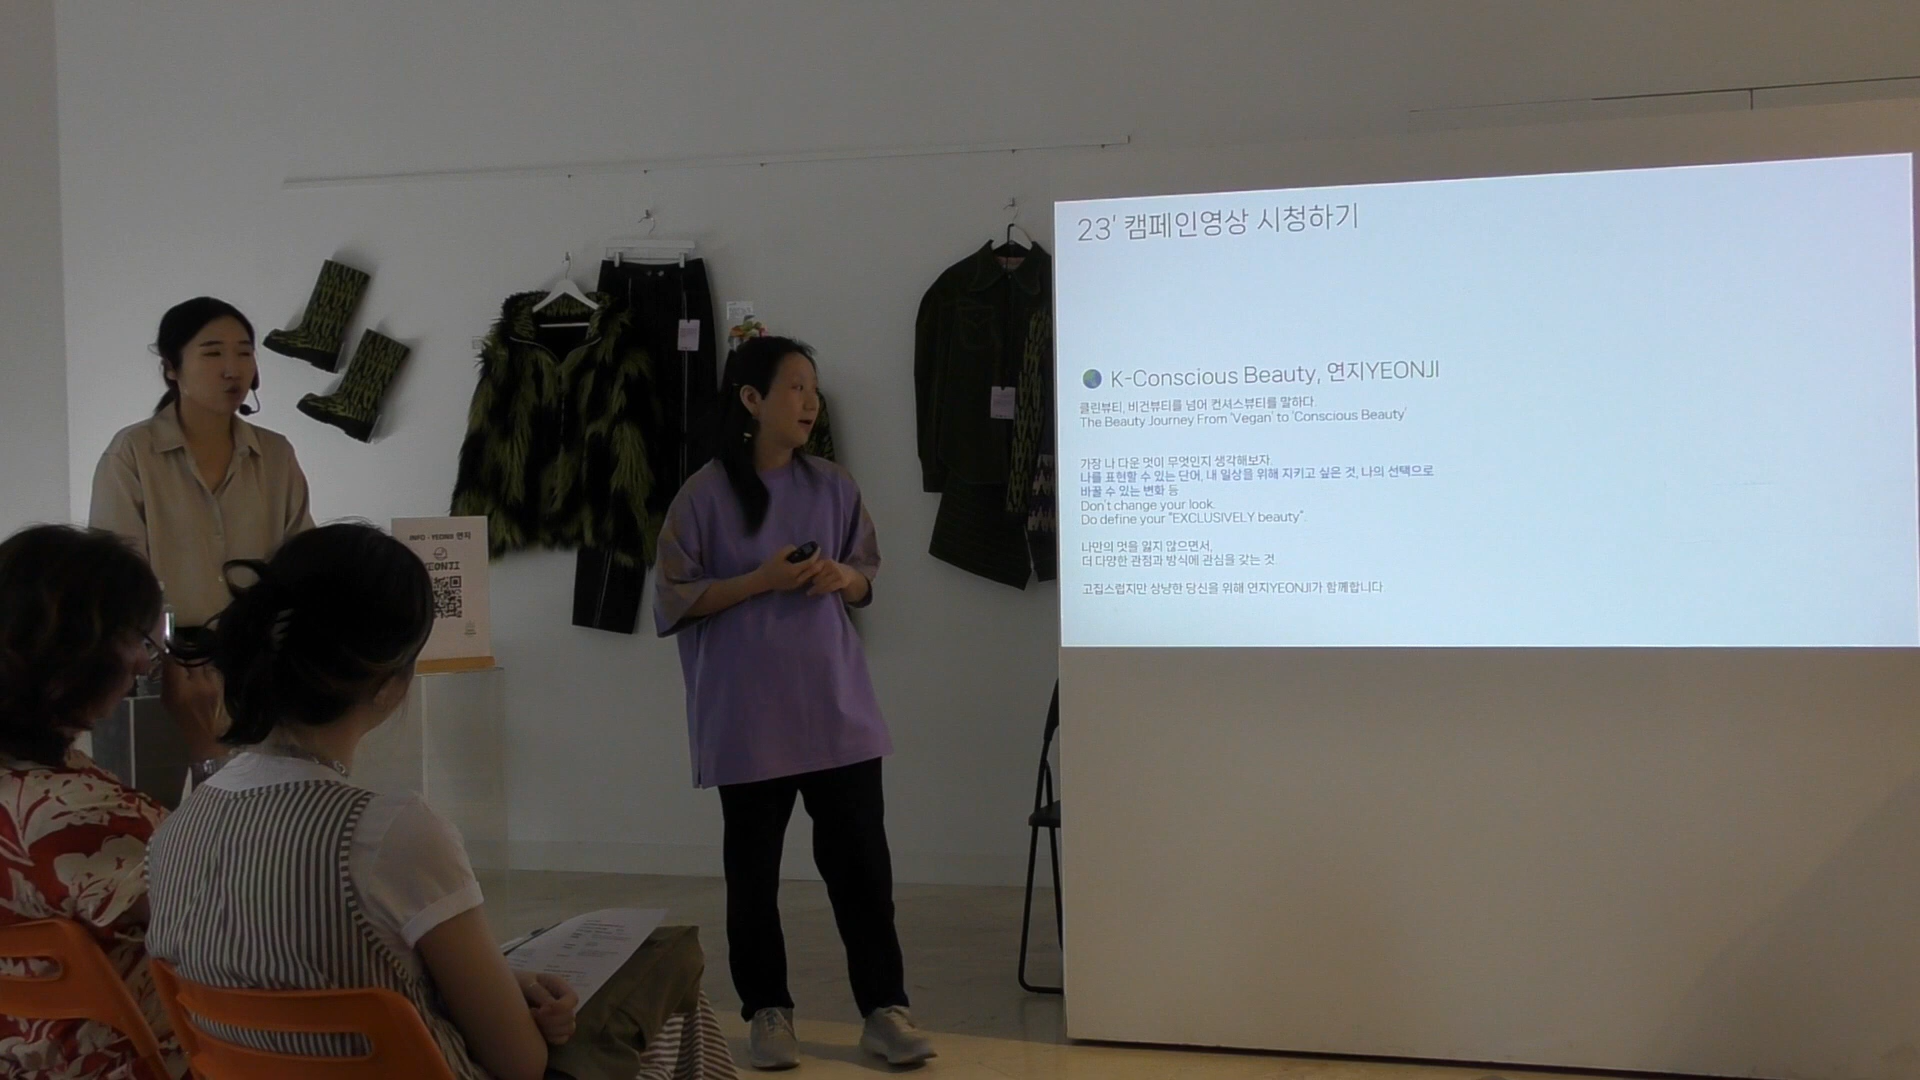 23' 캠페인영상 시청하기
K-Conscious Beauty, 연지YEONJI
클린뷰티, 비건뷰티를 넘어 컨셔스뷰티를 말하다.
The Beauty Journey From 'Vegan' to 'Conscious Beauty'
가장 나 다운 멋이 무엇인지 생각해보자.
나를 표현할 수 있는 단어, 내 일상을 위해 지키고 싶은 것, 나의 선택으로
바꿀 수 있는 변화 등
Don't change your look.
Do define your "EXCLUSIVELY beauty".
나만의 멋을 잃지 않으면서,
더 다양한 관점과 방식에 관심을 갖는 것
고집스럽지만 상냥한 당신을 위해 연지YEONJI가 함께합니다.
INFO : YEONJI 연지
YEONJI